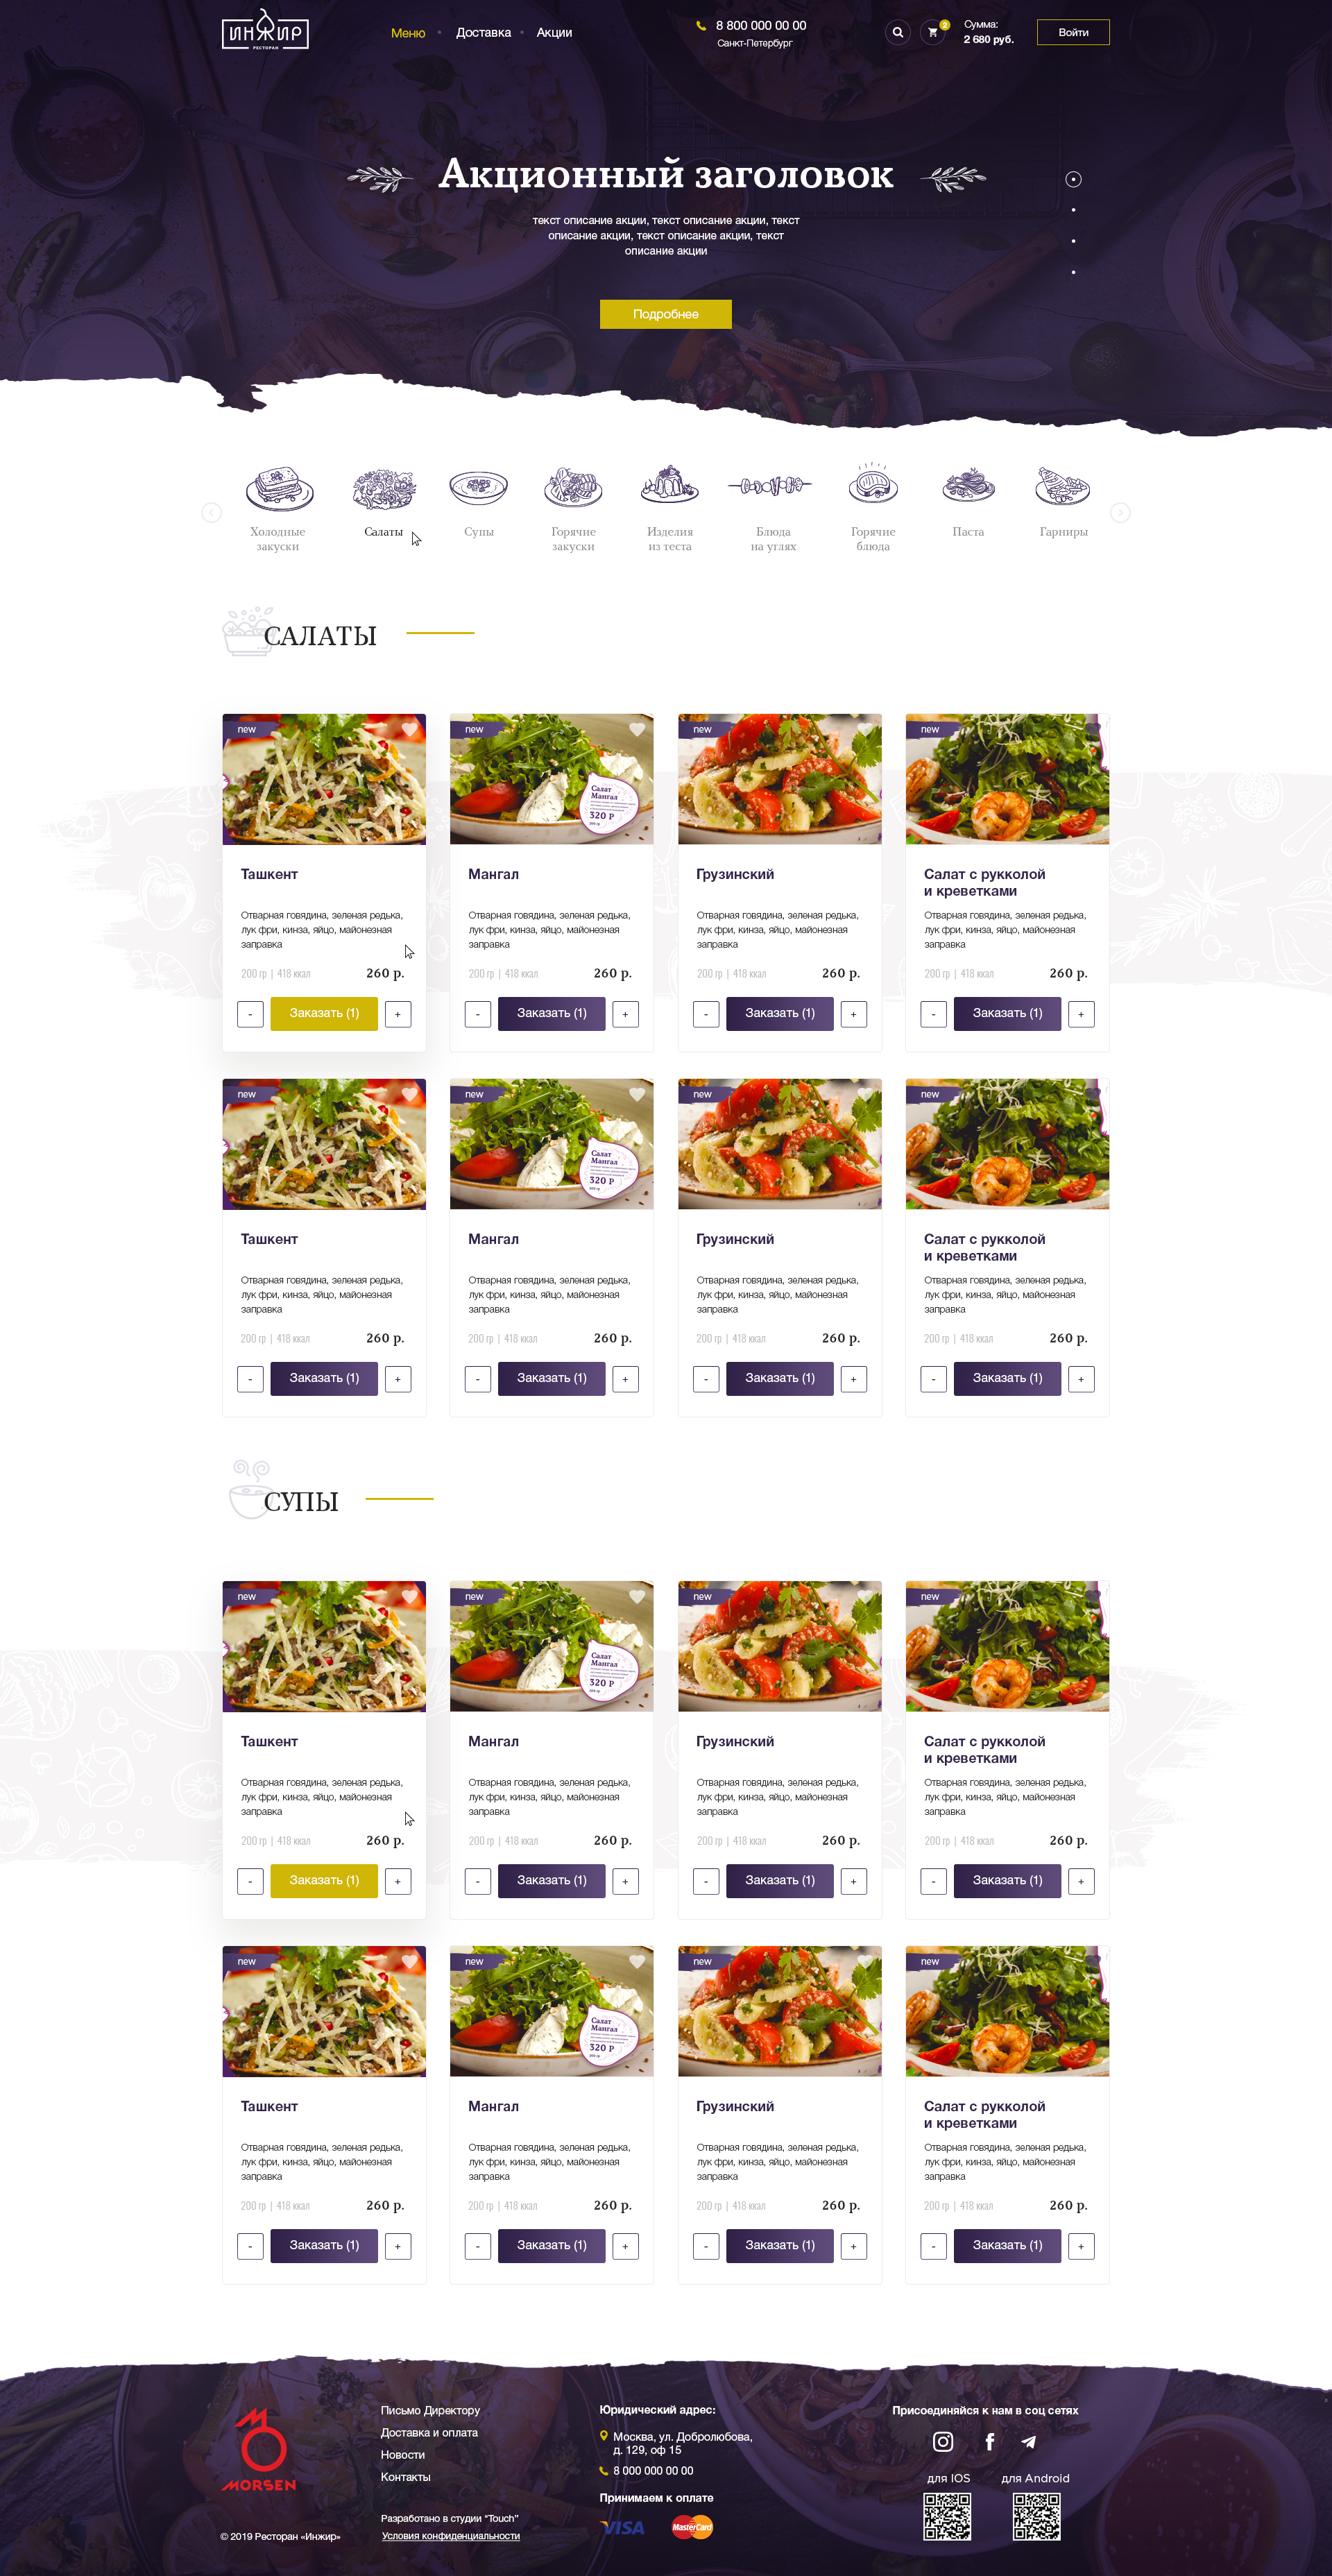 ИНЖИР
РЕСТОРАН
Меню
Доставка
Акции
8 800 000 00 00
Санкт-Петербург
2
Сумма:
2 680 руб.
Войти
Акционный заголовок
текст описание акции, текст описание акции, текст
описание акции, текст описание акции, текст
описание акции
Подробнее
Холодные
закуски
Салаты
Супы
Горячие
закуски
Изделия
из теста
Блюда
на углях
Горячие
блюда
Паста
Гарниры
САЛАТЫ
new
new
new
new
Салат
Мангал
320 Р
Ташкент
Мангал
Грузинский
Салат с рукколой
и креветками
Отварная говядина, зеленая редька,
лук фри, кинза, яйцо, майонезная
заправка
Отварная говядина, зеленая редька,
лук фри, кинза, яйцо, майонезная
заправка
Отварная говядина, зеленая редька,
лук фри, кинза, яйцо, майонезная
заправка
Отварная говядина, зеленая редька,
лук фри, кинза, яйцо, майонезная
заправка
200 гр | 418 ккал 260 р.
200 гр | 418 ккал 260 р.
200 гр | 418 ккал 260 р.
200 гр | 418 ккал 260 р.
- Заказать (1) +
- Заказать (1) +
- Заказать (1) +
- Заказать (1) +
new
new
new
new
Салат
Мангал
320 Р
Ташкент
Мангал
Грузинский
Салат с рукколой
и креветками
Отварная говядина, зеленая редька,
лук фри, кинза, яйцо, майонезная
заправка
Отварная говядина, зеленая редька,
лук фри, кинза, яйцо, майонезная
заправка
Отварная говядина, зеленая редька,
лук фри, кинза, яйцо, майонезная
заправка
Отварная говядина, зеленая редька,
лук фри, кинза, яйцо, майонезная
заправка
200 гр | 418 ккал 260 р.
200 гр | 418 ккал 260 р.
200 гр | 418 ккал 260 р.
200 гр | 418 ккал 260 р.
- Заказать (1) +
- Заказать (1) +
- Заказать (1) +
- Заказать (1) +
СУПЫ
new
new
new
new
Салат
Мангал
320 Р
Ташкент
Мангал
Грузинский
Салат с рукколой
и креветками
Отварная говядина, зеленая редька,
лук фри, кинза, яйцо, майонезная
заправка
Отварная говядина, зеленая редька,
лук фри, кинза, яйцо, майонезная
заправка
Отварная говядина, зеленая редька,
лук фри, кинза, яйцо, майонезная
заправка
Отварная говядина, зеленая редька,
лук фри, кинза, яйцо, майонезная
заправка
200 гр | 418 ккал 260 р.
200 гр | 418 ккал 260 р.
200 гр | 418 ккал 260 р.
200 гр | 418 ккал 260 р.
- Заказать (1) +
- Заказать (1) +
- Заказать (1) +
- Заказать (1) +
new
new
new
new
Салат
Мангал
320 Р
Ташкент
Мангал
Грузинский
Салат с рукколой
и креветками
Отварная говядина, зеленая редька,
лук фри, кинза, яйцо, майонезная
заправка
Отварная говядина, зеленая редька,
лук фри, кинза, яйцо, майонезная
заправка
Отварная говядина, зеленая редька,
лук фри, кинза, яйцо, майонезная
заправка
Отварная говядина, зеленая редька,
лук фри, кинза, яйцо, майонезная
заправка
200 гр | 418 ккал 260 р.
200 гр | 418 ккал 260 р.
200 гр | 418 ккал 260 р.
200 гр | 418 ккал 260 р.
- Заказать (1) +
- Заказать (1) +
- Заказать (1) +
- Заказать (1) +
MORSEN
© 2019 Ресторан «Инжир»
Письмо Директору
Доставка и оплата
Новости
Контакты
Разработано в студии "Touch"
Условия конфиденциальности
Юридический адрес:
Москва, ул. Добролюбова,
д. 129, оф 15
8 000 000 00 00
Принимаем к оплате
VISA
MasterCard
Присоединяйся к нам в соц сетях
для IOS
для Android